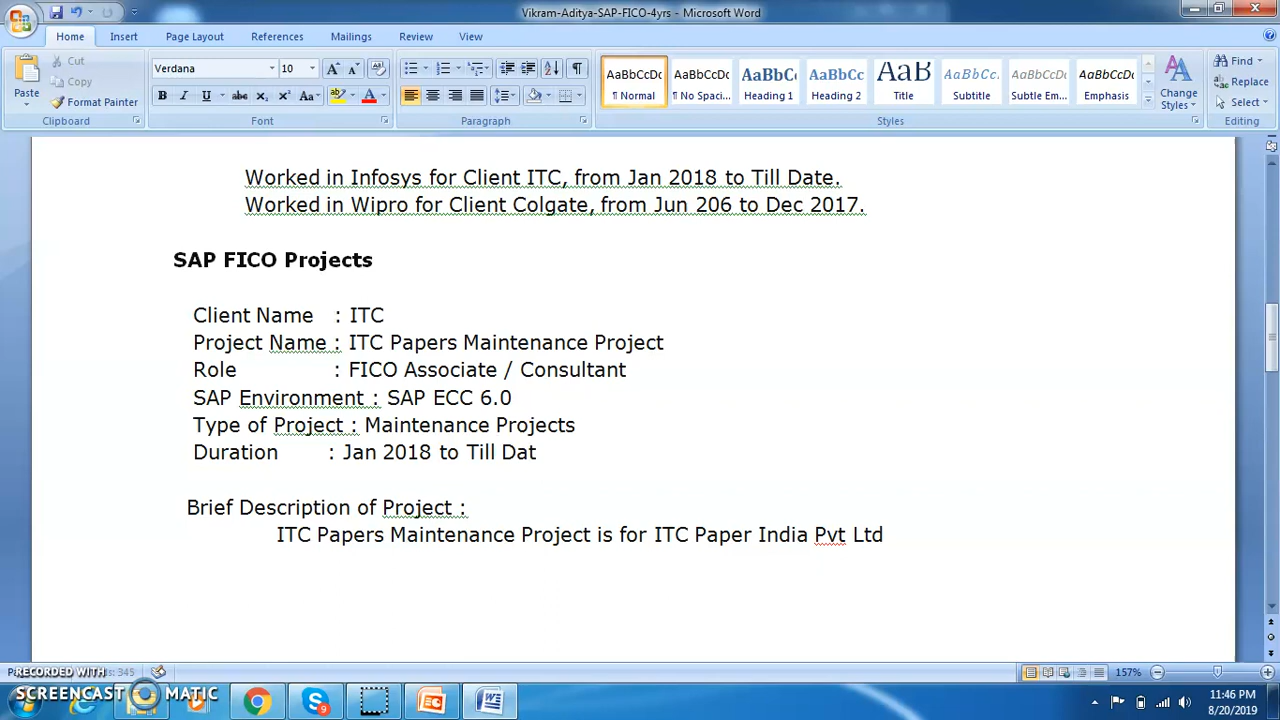 Vikram-Aditya-SAP-FICO-4yrs - Microsoft Word
Home Insert Page Layout References Mailings Review View
Paste
Cut
Copy
Format Painter
Clipboard
Verdana 10
B I U abc x₂ x² Aa A
Font
Paragraph
AaBbCcDc AaBbCcDc AaBbC AaBbCc AaB AaBbCc. AaBbCcDc AaBbCcDc
¶ Normal ¶ No Spaci... Heading 1 Heading 2 Title Subtitle Subtle Em... Emphasis
Change Styles
Styles
Find
Replace
Select
Editing
Worked in Infosys for Client ITC, from Jan 2018 to Till Date.
Worked in Wipro for Client Colgate, from Jun 206 to Dec 2017.
SAP FICO Projects
Client Name : ITC
Project Name : ITC Papers Maintenance Project
Role : FICO Associate / Consultant
SAP Environment : SAP ECC 6.0
Type of Project : Maintenance Projects
Duration : Jan 2018 to Till Dat
Brief Description of Project :
ITC Papers Maintenance Project is for ITC Paper India Pvt Ltd
345
157%
RECORDED WITH
SCREENCAST MATIC
9
11:46 PM
8/20/2019